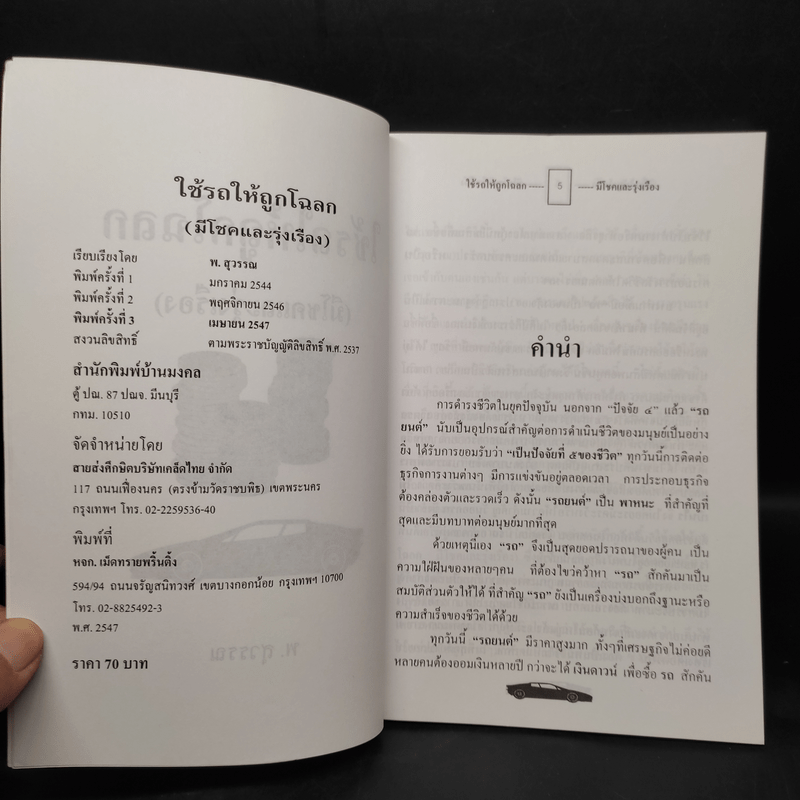 ใช้รถให้ถูกโฉลก
(มีโชคและรุ่งเรือง)
เรียบเรียงโดย พ. สุวรรณ
พิมพ์ครั้งที่ 1 มกราคม 2544
พิมพ์ครั้งที่ 2 พฤศจิกายน 2546
พิมพ์ครั้งที่ 3 เมษายน 2547
สงวนลิขสิทธิ์ ตามพระราชบัญญัติลิขสิทธิ์ พ.ศ. 2537
สำนักพิมพ์บ้านมงคล
ตู้ ปณ. 87 ปณจ. มีนบุรี
กทม. 10510
จัดจำหน่ายโดย
สายส่งศึกษิตบริษัทเคล็ดไทย จำกัด
117 ถนนเฟื่องนคร (ตรงข้ามวัดราชบพิธ) เขตพระนคร
กรุงเทพฯ โทร. 02-2259536-40
พิมพ์ที่
หจก. เม็ดทรายพริ้นติ้ง
594/94 ถนนจรัญสนิทวงศ์ เขตบางกอกน้อย กรุงเทพฯ 10700
โทร. 02-8825492-3
พ.ศ. 2547
ราคา 70 บาท
ใช้รถให้ถูกโฉลก ----- 5 ----- มีโชคและรุ่งเรือง
คำนำ
การดำรงชีวิตในยุคปัจจุบัน นอกจาก "ปัจจัย ๔" แล้ว "รถ
ยนต์" นับเป็นอุปกรณ์สำคัญต่อการดำเนินชีวิตของมนุษย์เป็นอย่าง
ยิ่ง ได้รับการยอมรับว่า "เป็นปัจจัยที่ ๕ของชีวิต" ทุกวันนี้การติดต่อ
ธุรกิจการงานต่างๆ มีการแข่งขันอยู่ตลอดเวลา การประกอบธุรกิจ
ต้องคล่องตัวและรวดเร็ว ดังนั้น "รถยนต์" เป็น พาหนะ ที่สำคัญที่
สุดและมีบทบาทต่อมนุษย์มากที่สุด
ด้วยเหตุนี้เอง "รถ" จึงเป็นสุดยอดปรารถนาของผู้คน เป็น
ความใฝ่ฝันของหลายๆคน ที่ต้องไขว่คว้าหา "รถ" สักคันมาเป็น
สมบัติส่วนตัวให้ได้ ที่สำคัญ "รถ" ยังเป็นเครื่องบ่งบอกถึงฐานะหรือ
ความสำเร็จของชีวิตได้ด้วย
ทุกวันนี้ "รถยนต์" มีราคาสูงมาก ทั้งๆที่เศรษฐกิจไม่ค่อยดี
หลายคนต้องออมเงินหลายปี กว่าจะได้ เงินดาวน์ เพื่อซื้อ รถ สักคัน